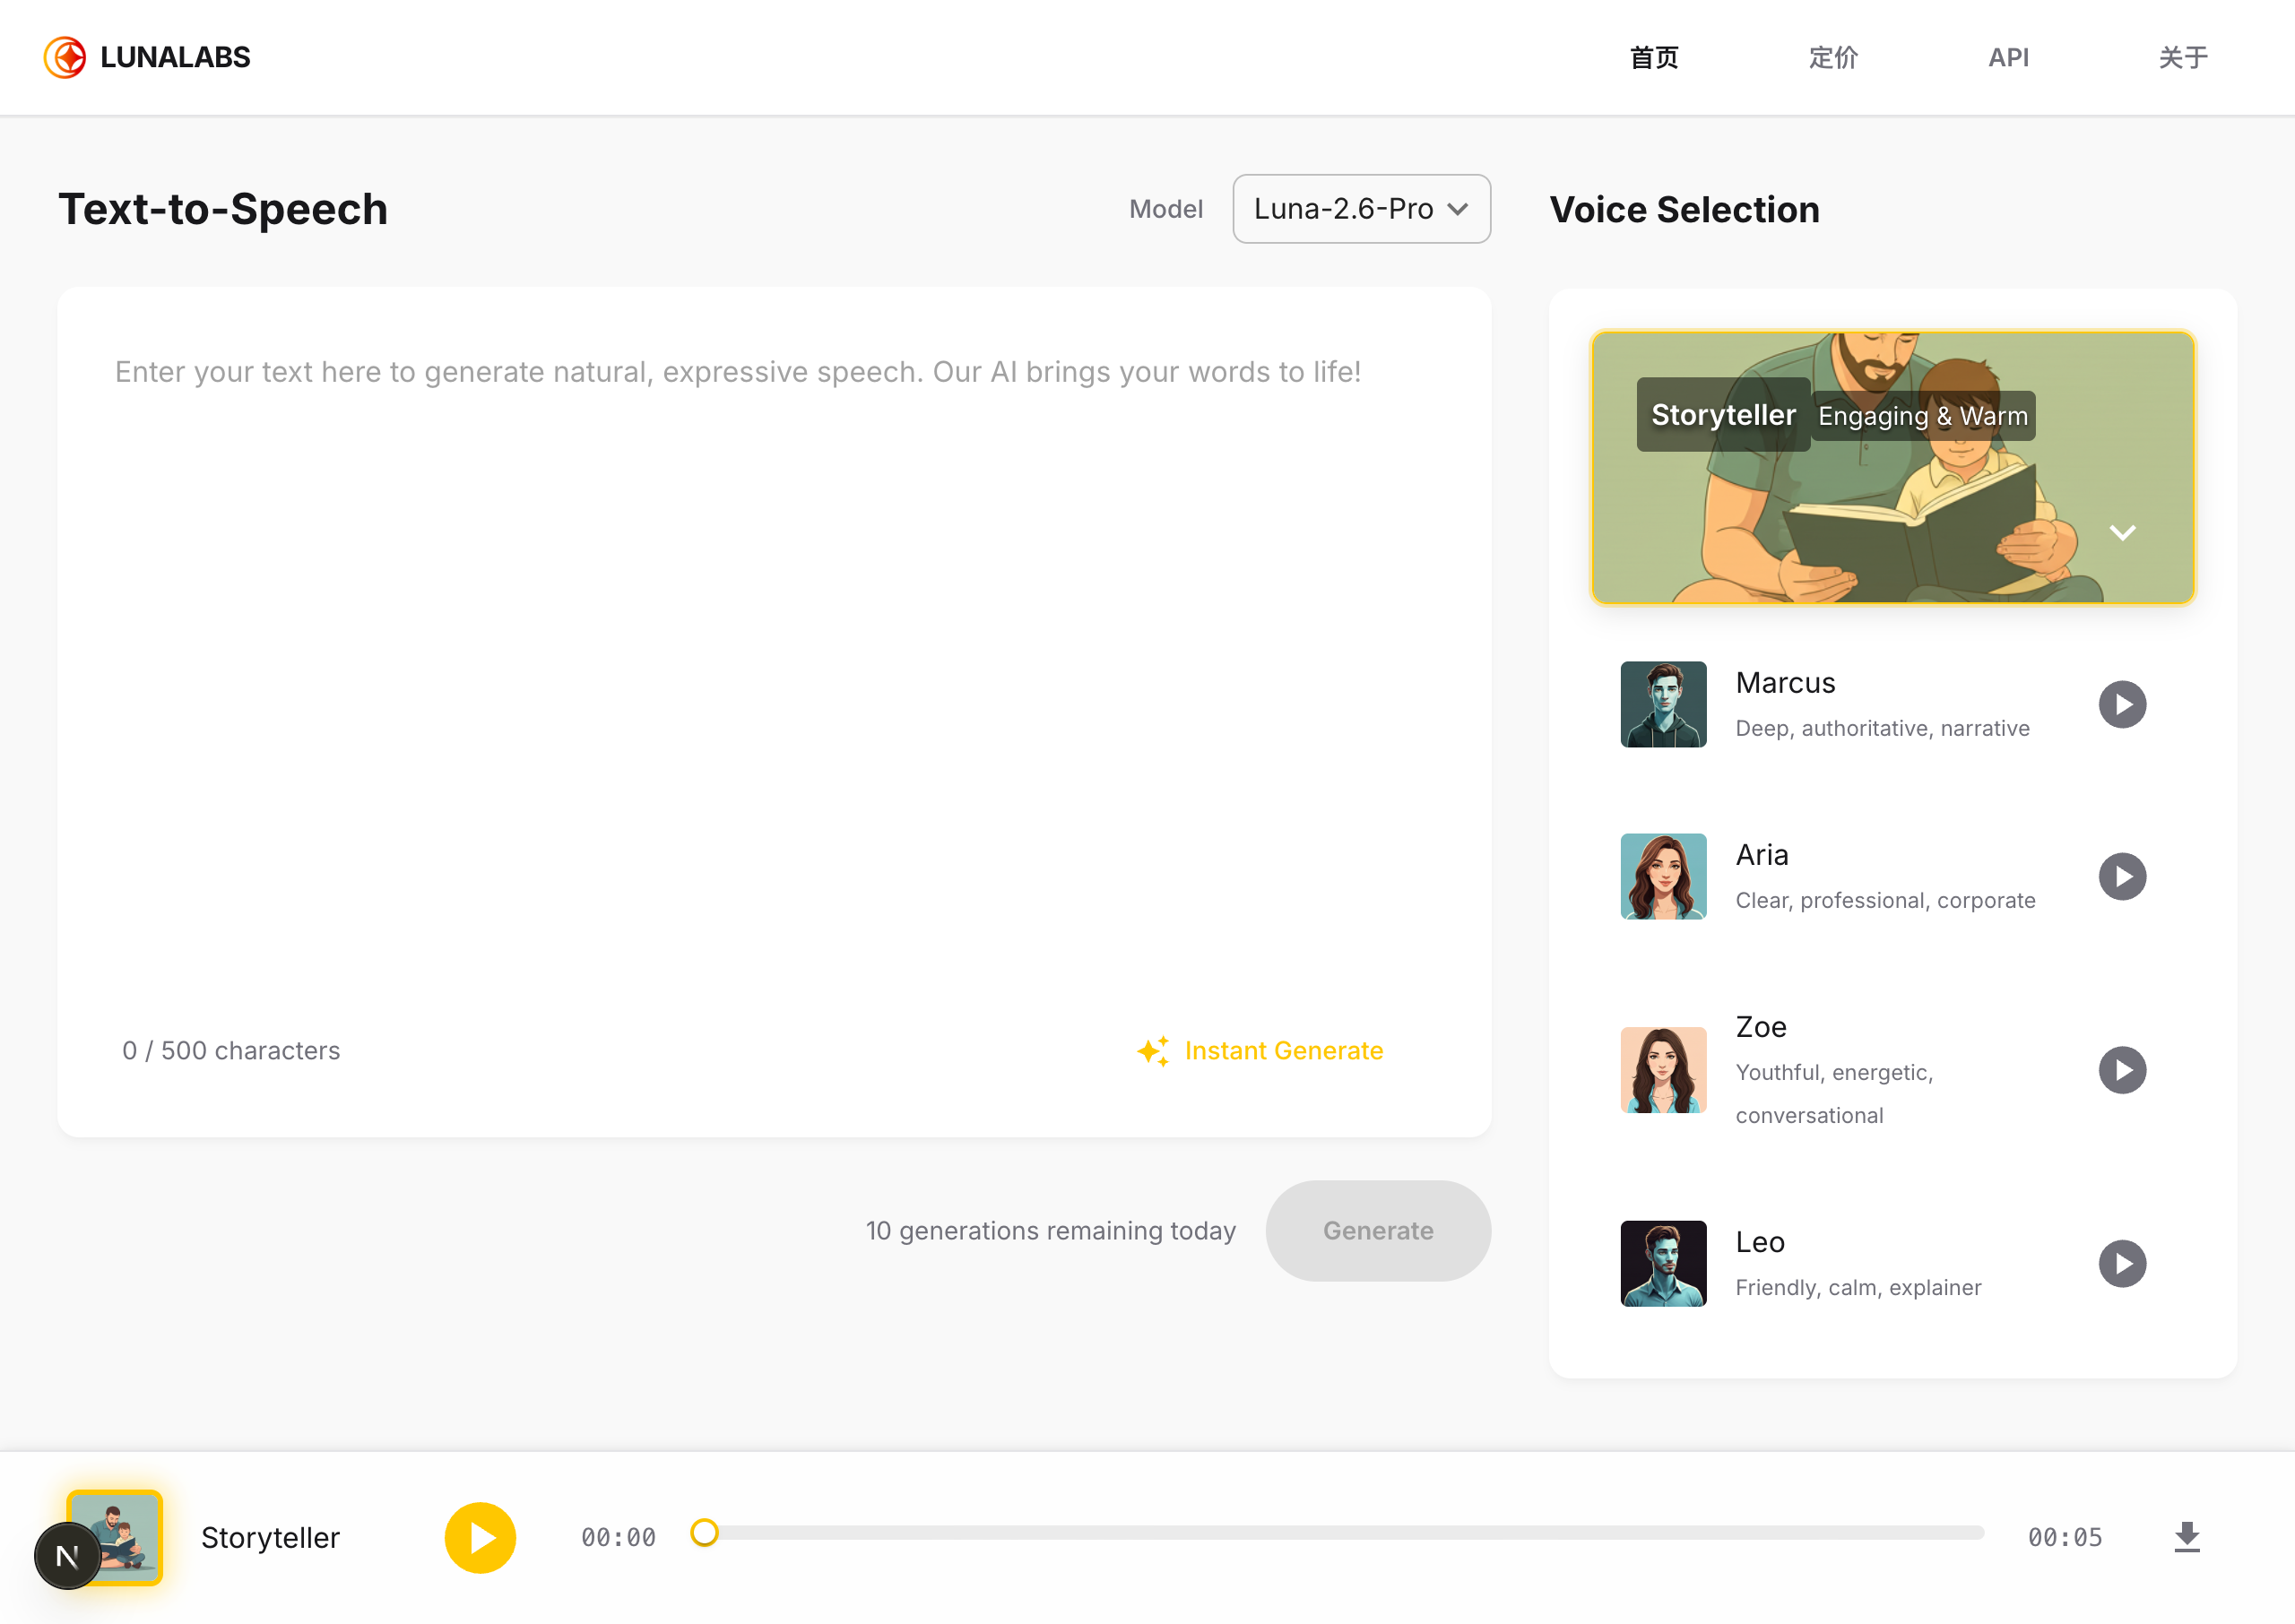 LUNALABS
首页
定价
API
关于
Text-to-Speech
Model
Luna-2.6-Pro
Voice Selection
Enter your text here to generate natural, expressive speech. Our AI brings your words to life!
0 / 500 characters
Instant Generate
10 generations remaining today
Generate
Storyteller
Engaging & Warm
Marcus
Deep, authoritative, narrative
Aria
Clear, professional, corporate
Zoe
Youthful, energetic,
conversational
Leo
Friendly, calm, explainer
N
Storyteller
00:00
00:05